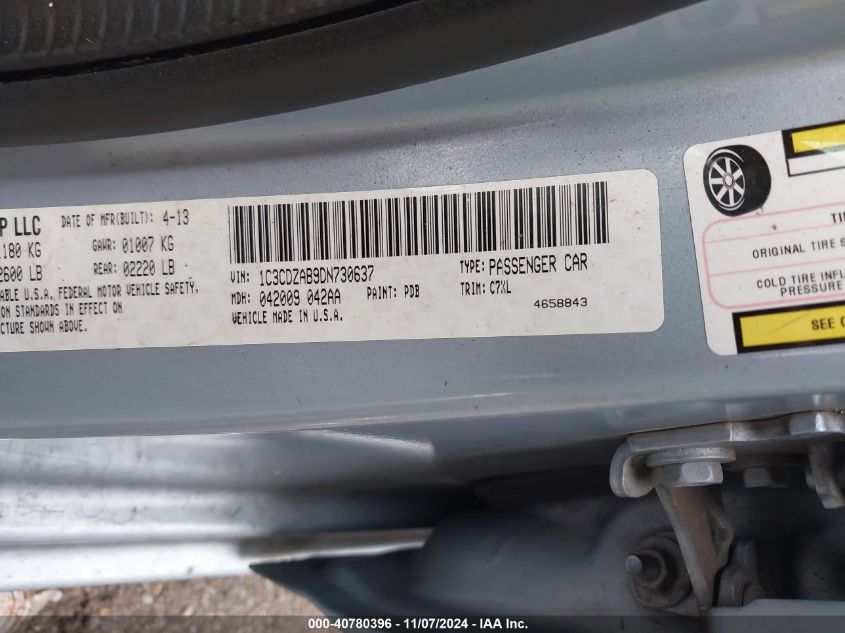 P LLC
DATE OF MFR(BUILT): 4-13
180 KG GAWR: 01007 KG
2600 LB REAR: 02220 LB
ABLE U.S.A. FEDERAL MOTOR VEHICLE SAFETY,
ION STANDARDS IN EFFECT ON
CTURE SHOWN ABOVE.
VIN: 1C3CDZAB9DN730637 TYPE: PASSENGER CAR
MDH: 042009 042AA PAINT: PDB TRIM: C7XL
VEHICLE MADE IN U.S.A. 4658843
TI
ORIGINAL TIRE S
COLD TIRE INFL
PRESSURE
SEE O
000-40780396 - 11/07/2024 - IAA Inc.